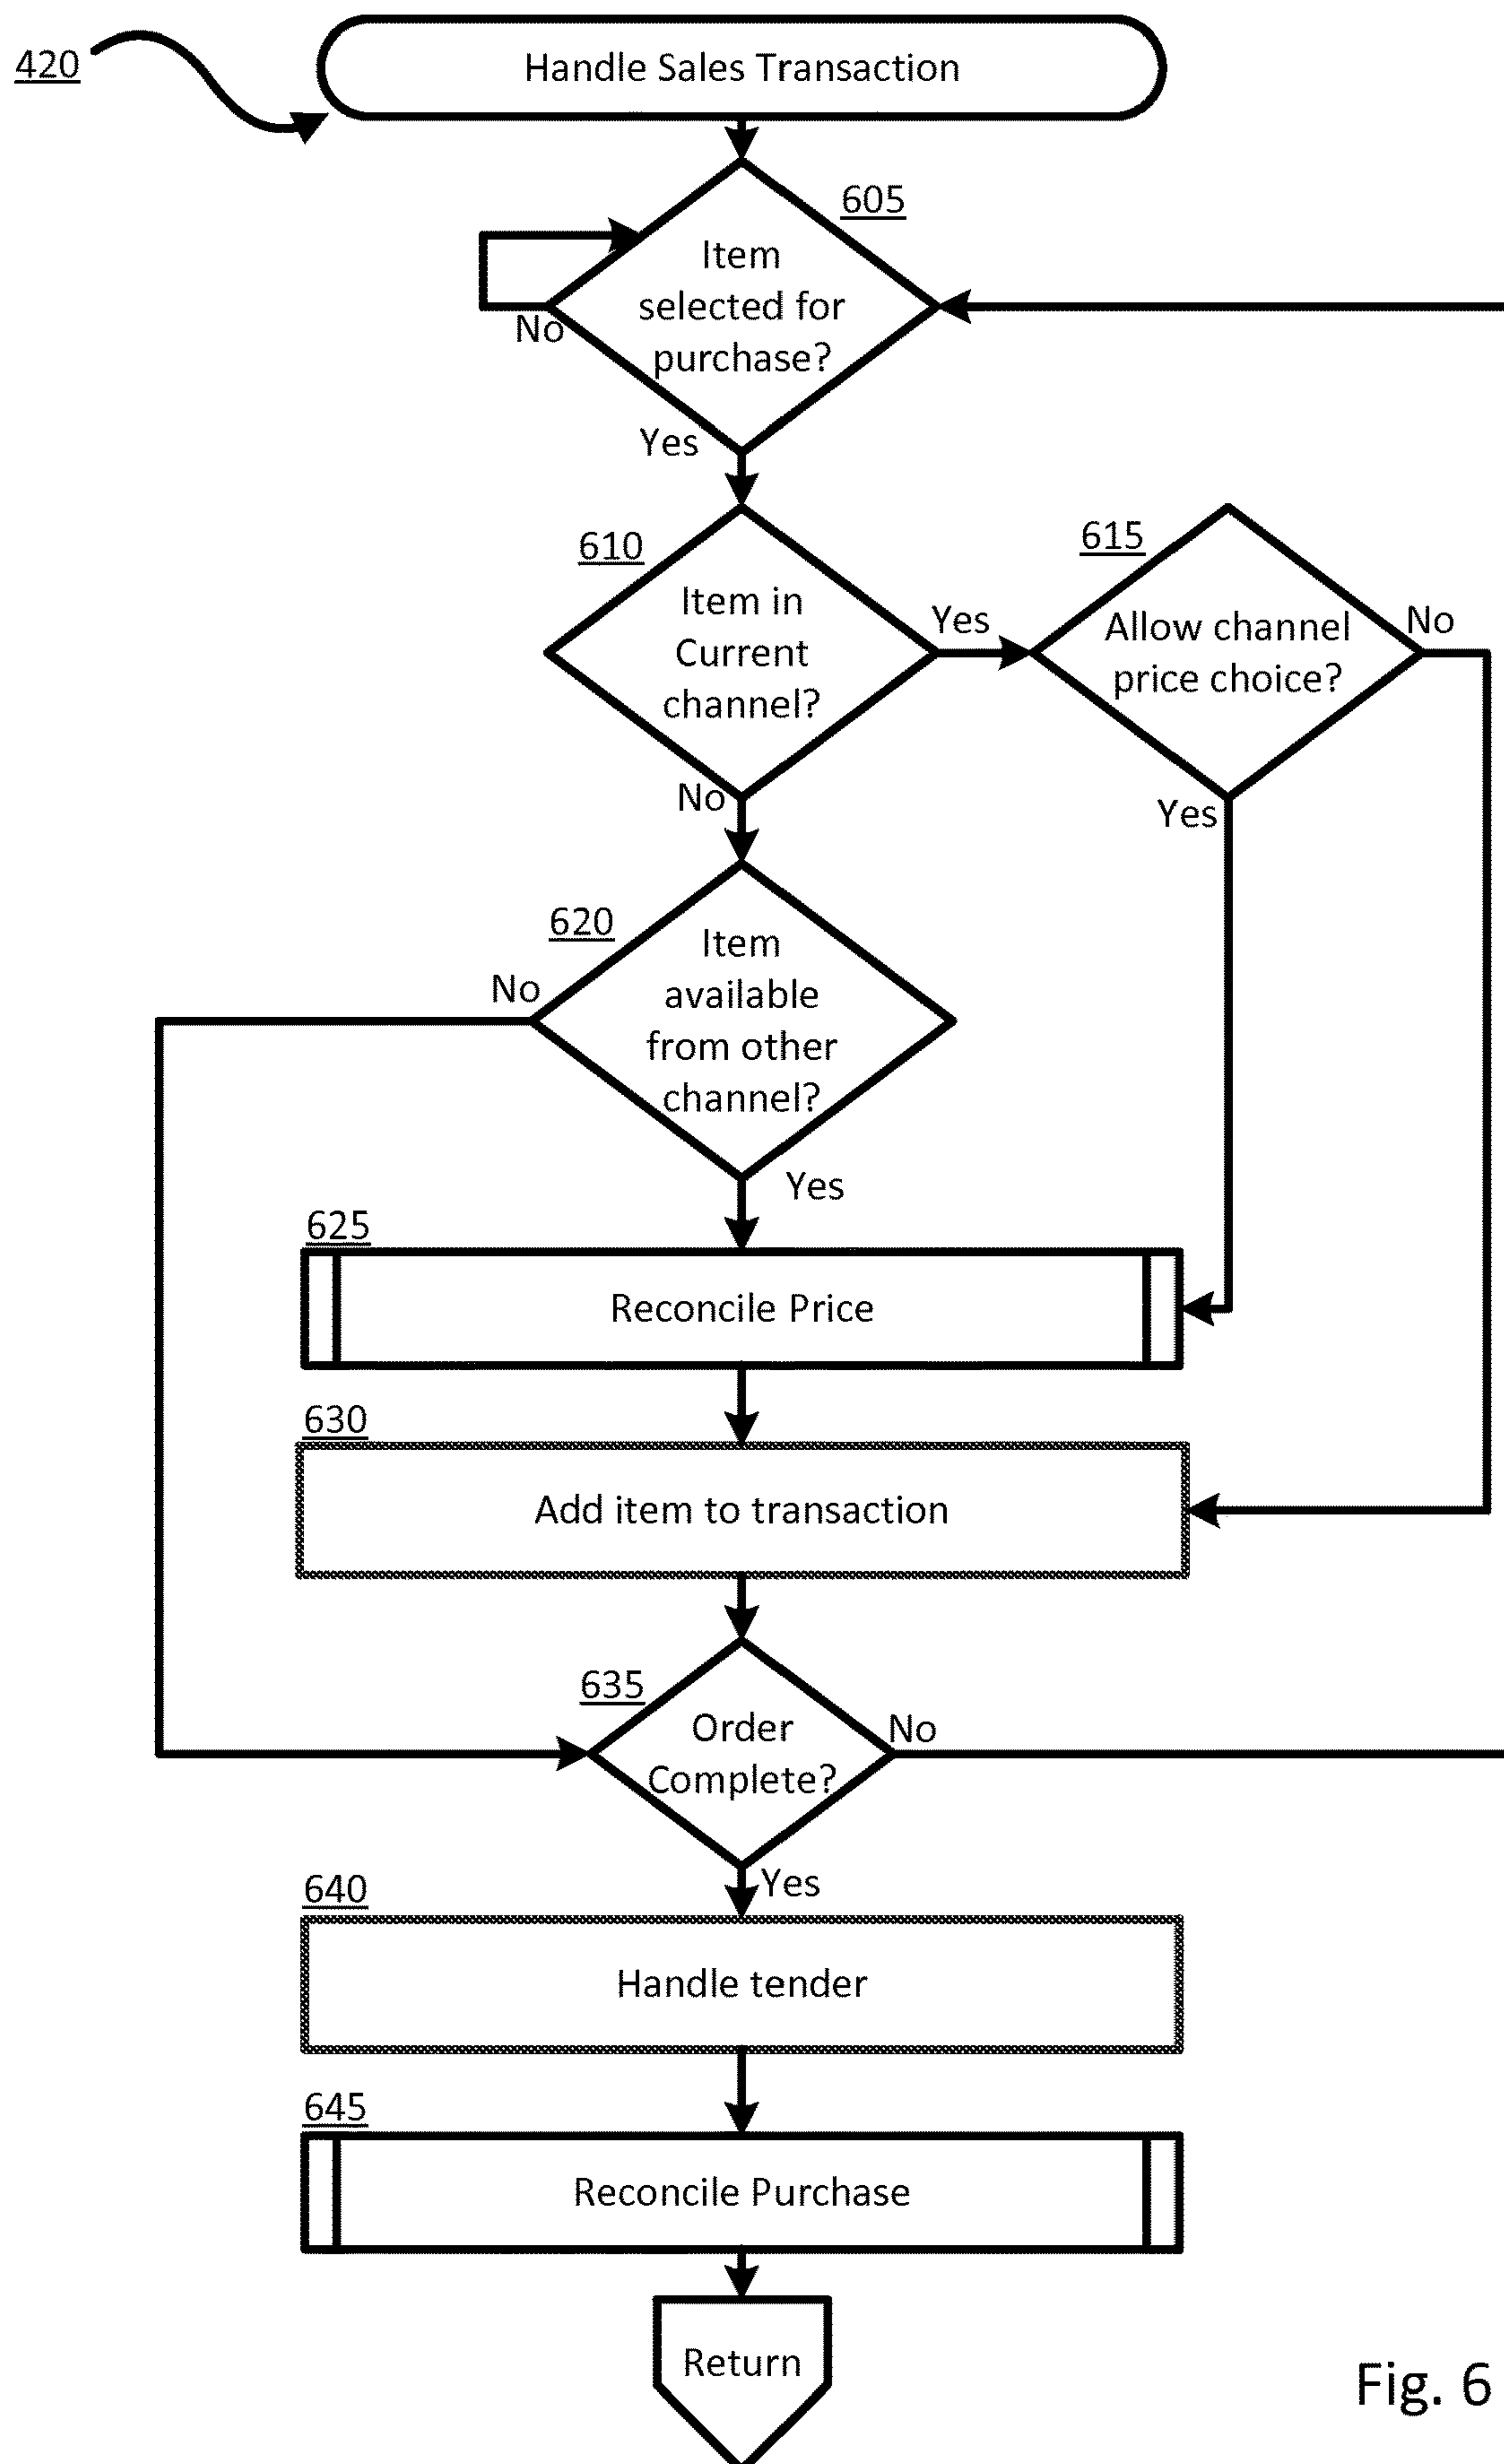 420
Handle Sales Transaction
605
Item
selected for
purchase?
No
Yes
610
Item in
Current
channel?
Yes
615
Allow channel
price choice?
No
No
Yes
620
Item
available
from other
channel?
No
Yes
625
Reconcile Price
630
Add item to transaction
635
Order
Complete?
No
Yes
640
Handle tender
645
Reconcile Purchase
Return
Fig. 6